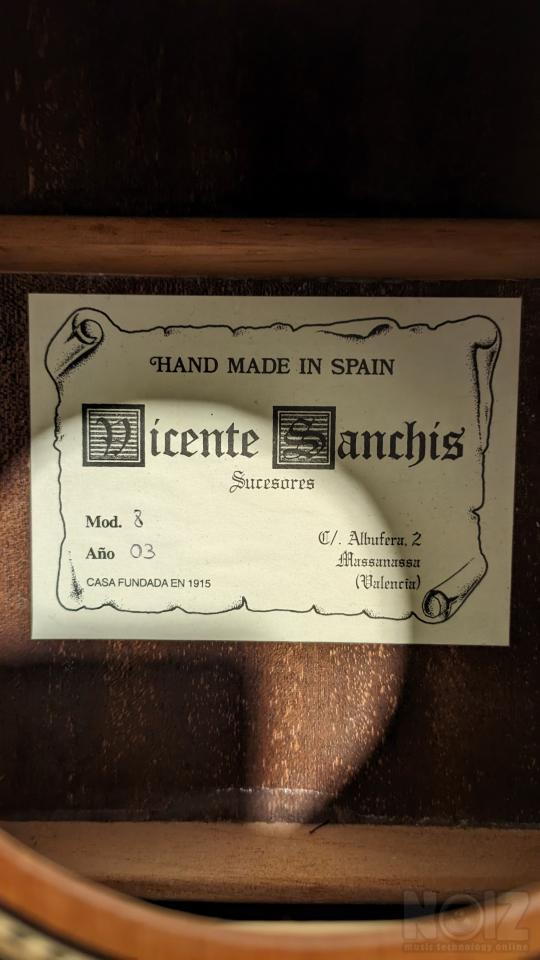 HAND MADE IN SPAIN
Vicente Sanchis
Sucesores
Mod. 8
Año 03
CASA FUNDADA EN 1915
C/. Albufera, 2
Massanassa
(Valencia)
NOIZ
music technology online